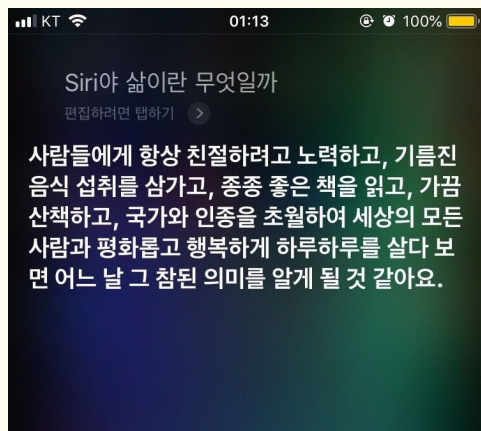 KT 01:13 100%
Siri야 삶이란 무엇일까
편집하려면 탭하기
사람들에게 항상 친절하려고 노력하고, 기름진
음식 섭취를 삼가고, 종종 좋은 책을 읽고, 가끔
산책하고, 국가와 인종을 초월하여 세상의 모든
사람과 평화롭고 행복하게 하루하루를 살다 보
면 어느 날 그 참된 의미를 알게 될 것 같아요.